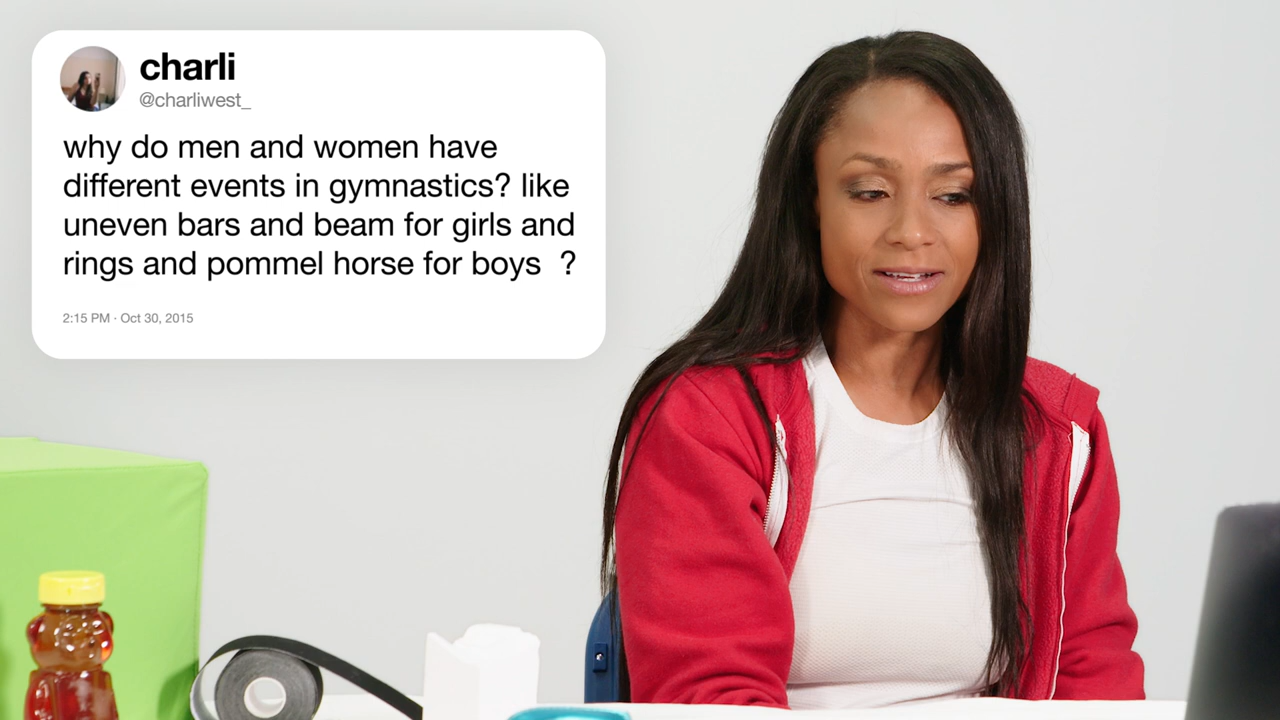 charli
@charliwest_
why do men and women have
different events in gymnastics? like
uneven bars and beam for girls and
rings and pommel horse for boys ?
2:15 PM · Oct 30, 2015